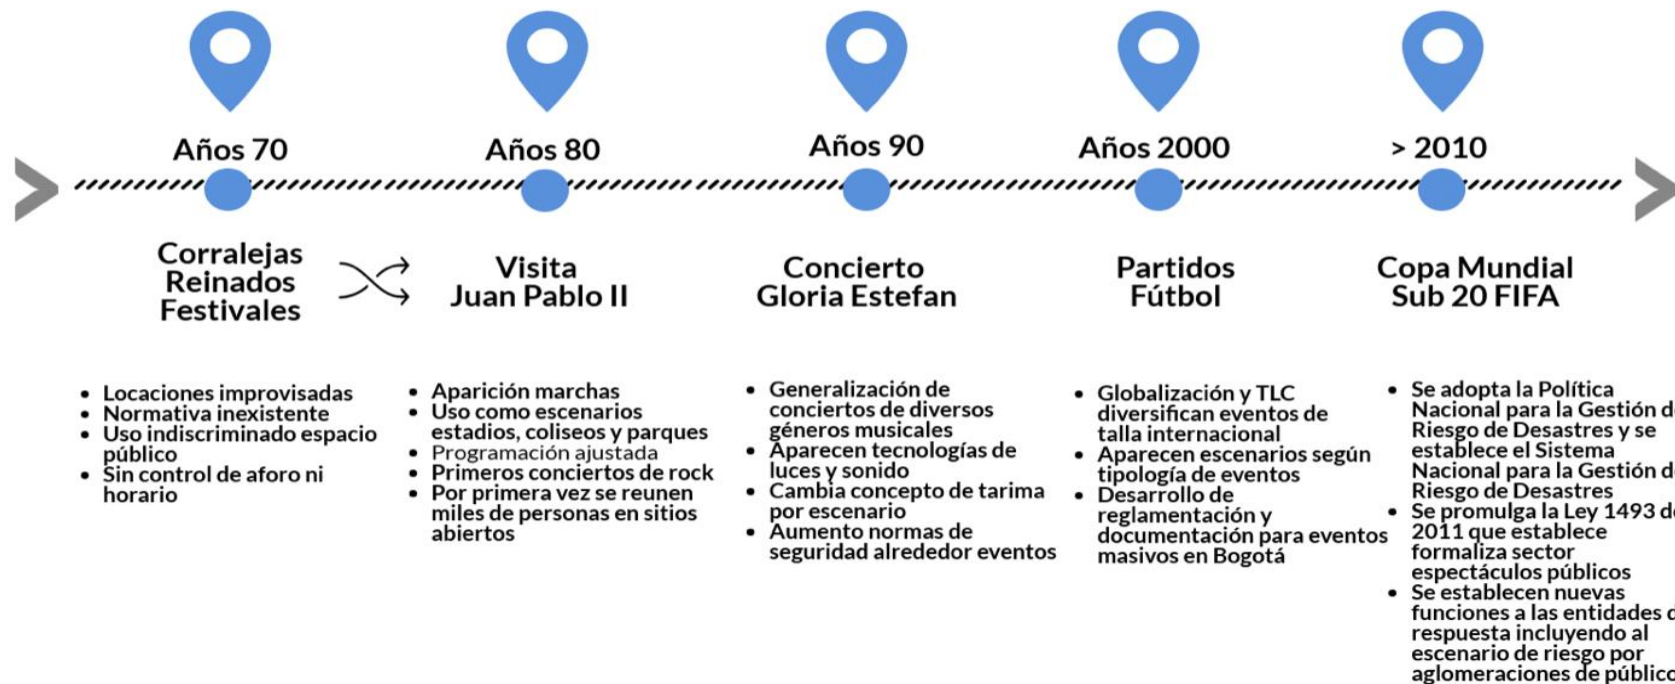 Años 70
Corralejas
Reinados
Festivales
• Locaciones improvisadas
• Normativa inexistente
• Uso indiscriminado espacio
público
• Sin control de aforo ni
horario
Años 80
Visita
Juan Pablo II
• Aparición marchas
• Uso como escenarios
estadios, coliseos y parques
• Programación ajustada
• Primeros conciertos de rock
• Por primera vez se reunen
miles de personas en sitios
abiertos
Años 90
Concierto
Gloria Estefan
• Generalización de
conciertos de diversos
géneros musicales
• Aparecen tecnologías de
luces y sonido
• Cambia concepto de tarima
por escenario
• Aumento normas de
seguridad alrededor eventos
Años 2000
Partidos
Fútbol
• Globalización y TLC
diversifican eventos de
talla internacional
• Aparecen escenarios según
tipología de eventos
• Desarrollo de
reglamentación y
documentación para eventos
masivos en Bogotá
> 2010
Copa Mundial
Sub 20 FIFA
• Se adopta la Política
Nacional para la Gestión
Riesgo de Desastres y se
establece el Sistema
Nacional para la Gestión
Riesgo de Desastres
• Se promulga la Ley 1493
2011 que establece
formaliza sector
espectáculos públicos
• Se establecen nuevas
funciones a las entidades
respuesta incluyendo al
escenario de riesgo por
aglomeraciones de público